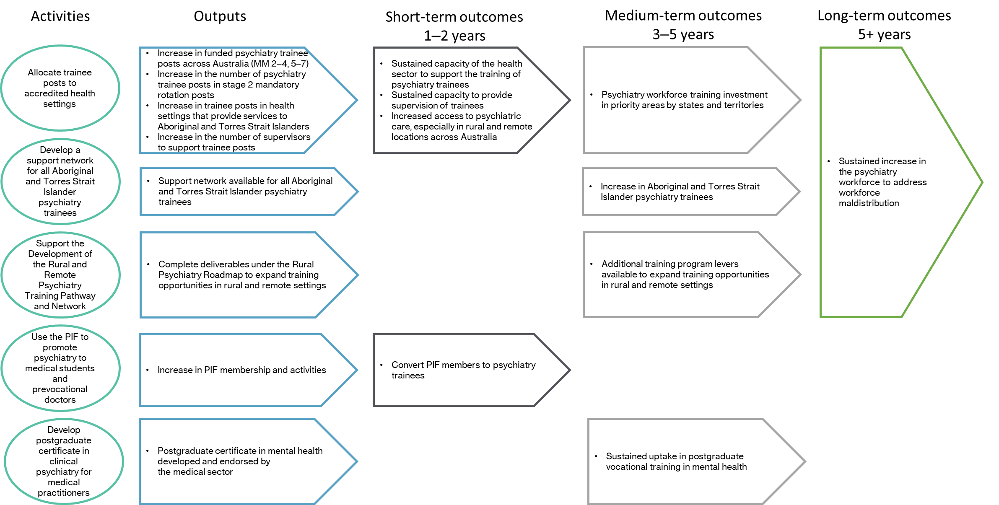 Activities
Outputs
Short-term outcomes
1–2 years
Medium-term outcomes
3–5 years
Long-term outcomes
5+ years
Allocate trainee
posts to
accredited health
settings
• Increase in funded psychiatry trainee
posts across Australia (MM 2–4, 5–7)
• Increase in the number of psychiatry
trainee posts in stage 2 mandatory
rotation posts
• Increase in trainee posts in health
settings that provide services to
Aboriginal and Torres Strait Islanders
• Increase in the number of supervisors
to support trainee posts
• Sustained capacity of the health
sector to support the training of
psychiatry trainees
• Sustained capacity to provide
supervision of trainees
• Increased access to psychiatric
care, especially in rural and remote
locations across Australia
• Psychiatry workforce training investment
in priority areas by states and territories
• Sustained increase in
the psychiatry
workforce to address
workforce
maldistribution
Develop a
support network
for all Aboriginal
and Torres Strait
Islander
psychiatry
trainees
• Support network available for all Aboriginal
and Torres Strait Islander psychiatry
trainees
• Increase in Aboriginal and Torres Strait
Islander psychiatry trainees
Support the
Development of
the Rural and
Remote
Psychiatry
Training Pathway
and Network
• Complete deliverables under the Rural
Psychiatry Roadmap to expand training
opportunities in rural and remote settings
• Additional training program levers
available to expand training opportunities
in rural and remote settings
Use the PIF to
promote
psychiatry to
medical students
and
prevocational
doctors
• Increase in PIF membership and activities
• Convert PIF members to psychiatry
trainees
Develop
postgraduate
certificate in
clinical
psychiatry for
medical
practitioners
• Postgraduate certificate in mental health
developed and endorsed by
the medical sector
• Sustained uptake in postgraduate
vocational training in mental health